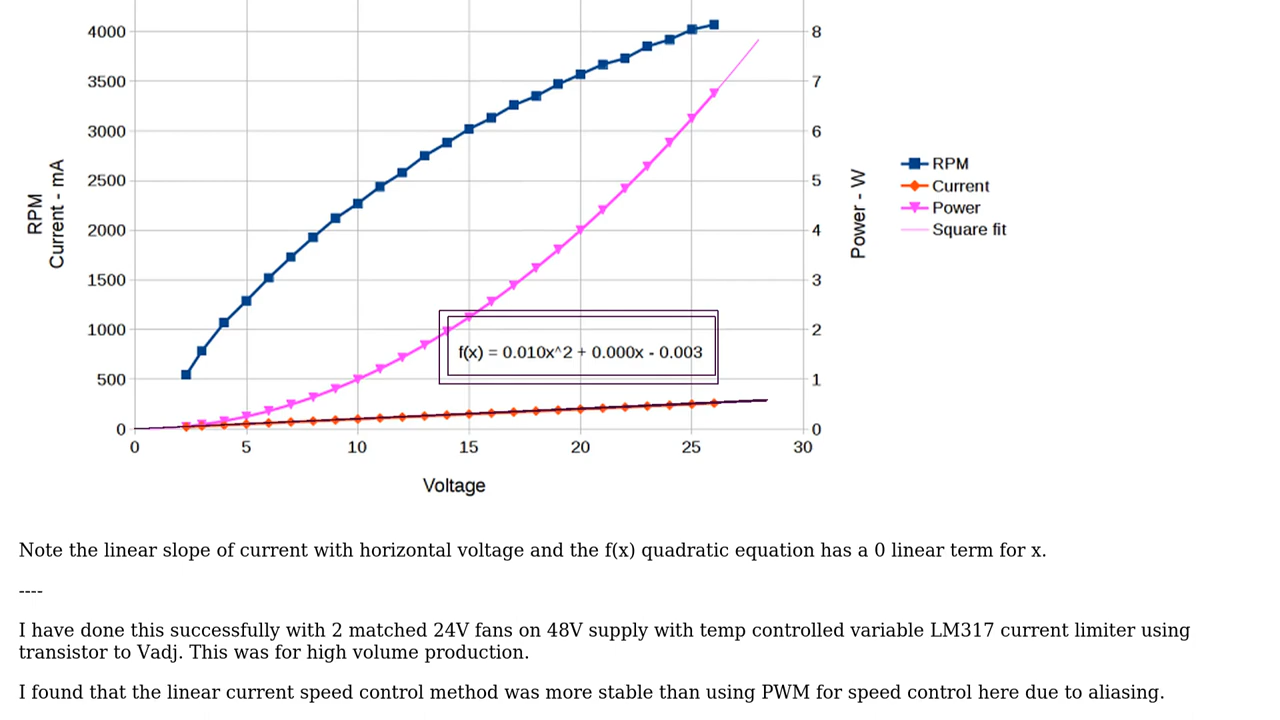 4000
3500
3000
2500
2000
1500
1000
500
0
RPM
Current - mA
8
7
6
5
4
3
2
1
0
Power - W
0 5 10 15 20 25 30
Voltage
f(x) = 0.010x^2 + 0.000x - 0.003
RPM
Current
Power
Square fit
Note the linear slope of current with horizontal voltage and the f(x) quadratic equation has a 0 linear term for x.
----
I have done this successfully with 2 matched 24V fans on 48V supply with temp controlled variable LM317 current limiter using
transistor to Vadj. This was for high volume production.
I found that the linear current speed control method was more stable than using PWM for speed control here due to aliasing.